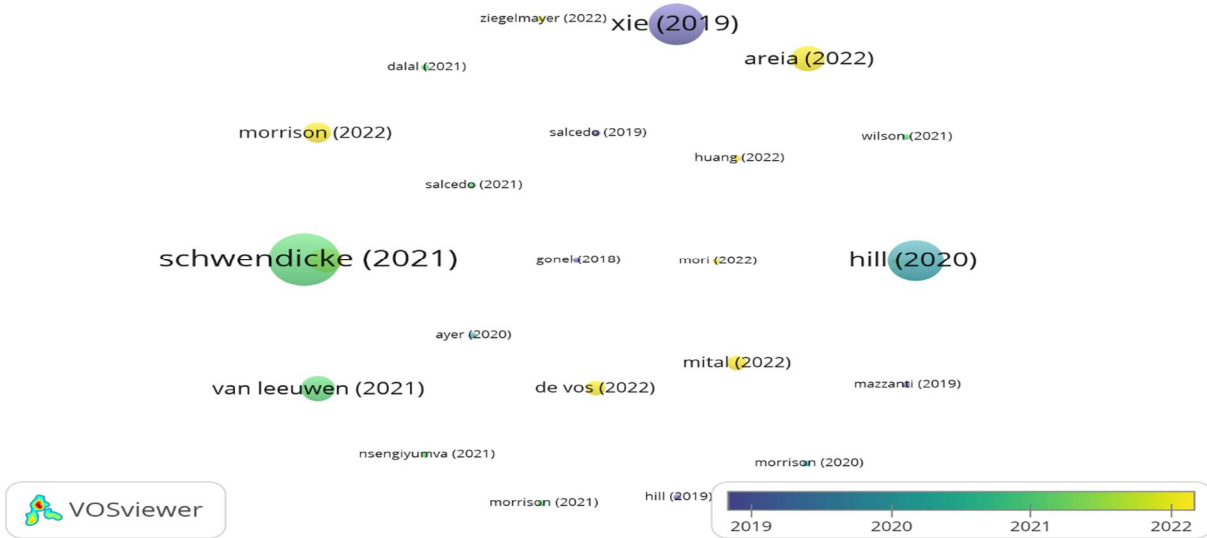 ziegelmayer (2022)
xie (2019)
areia (2022)
dalal (2021)
morrison (2022)
salcedo (2019)
wilson (2021)
huang (2022)
salcedo (2021)
schwendicke (2021)
gonel (2018)
mori (2022)
hill (2020)
ayer (2020)
mital (2022)
van leeuwen (2021)
de vos (2022)
mazzanti (2019)
nsengiyumva (2021)
morrison (2020)
morrison (2021)
hill (2019)
VOSviewer
2019 2020 2021 2022